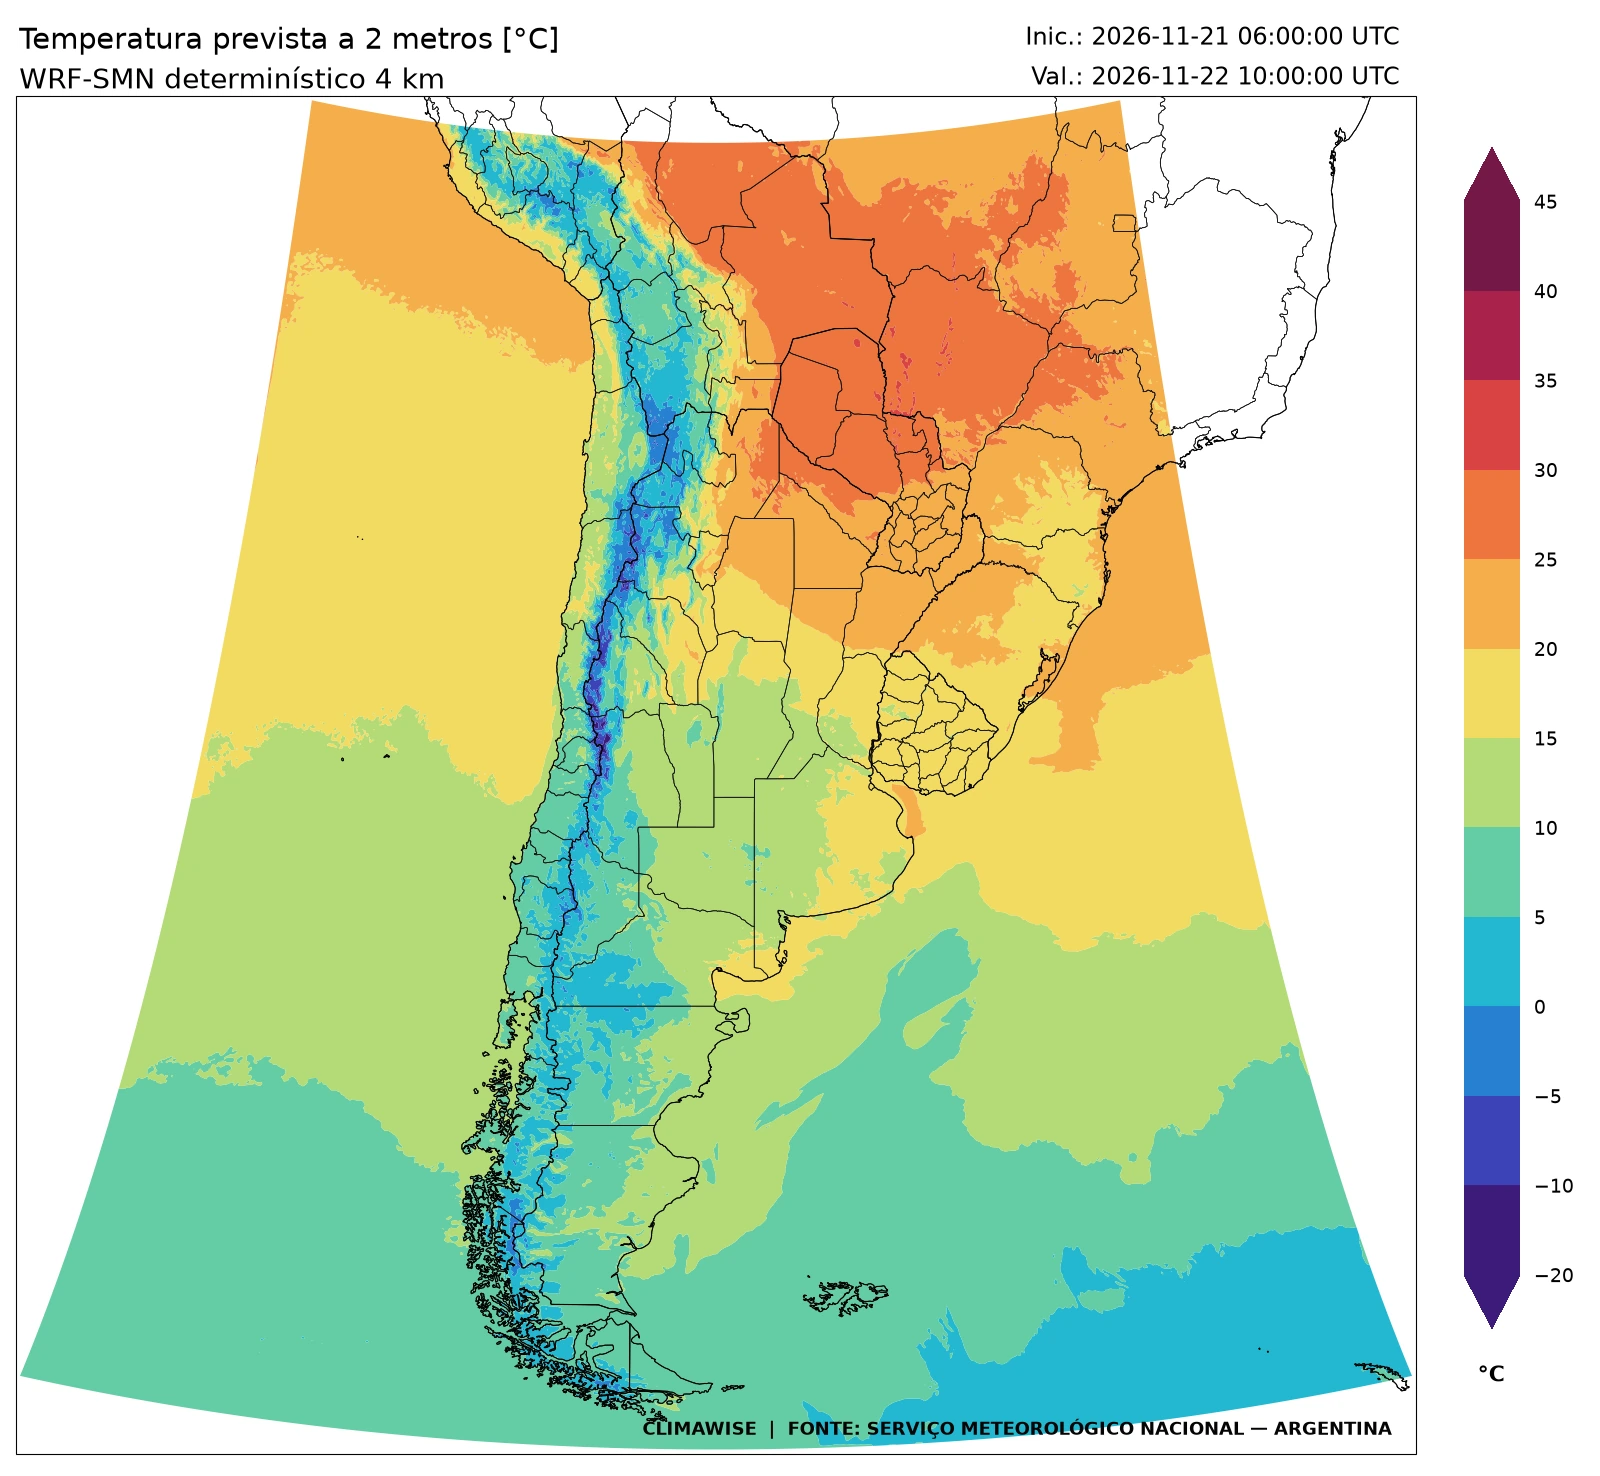 Temperatura prevista a 2 metros [°C]
WRF-SMN determinístico 4 km
Inic.: 2026-11-21 06:00:00 UTC
Val.: 2026-11-22 10:00:00 UTC
45
40
35
30
25
20
15
10
5
0
−5
−10
−20
°C
CLIMAWISE | FONTE: SERVIÇO METEOROLÓGICO NACIONAL — ARGENTINA